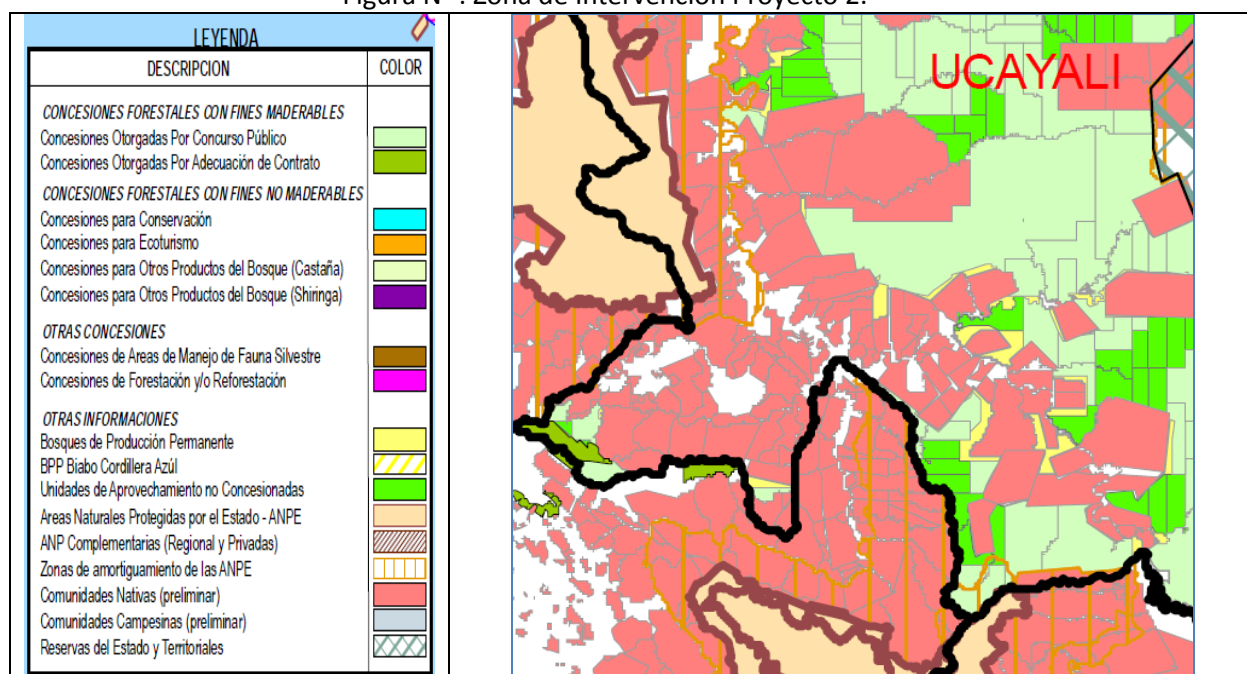 Figura N° : Zona de Intervención Proyecto 2.
LEYENDA
DESCRIPCION COLOR
CONCESIONES FORESTALES CON FINES MADERABLES
Concesiones Otorgadas Por Concurso Público
Concesiones Otorgadas Por Adecuación de Contrato
CONCESIONES FORESTALES CON FINES NO MADERABLES
Concesiones para Conservación
Concesiones para Ecoturismo
Concesiones para Otros Productos del Bosque (Castaña)
Concesiones para Otros Productos del Bosque (Shiringa)
OTRAS CONCESIONES
Concesiones de Areas de Manejo de Fauna Silvestre
Concesiones de Forestación y/o Reforestación
OTRAS INFORMACIONES
Bosques de Producción Permanente
BPP Biabo Cordillera Azúl
Unidades de Aprovechamiento no Concesionadas
Areas Naturales Protegidas por el Estado - ANPE
ANP Complementarias (Regional y Privadas)
Zonas de amortiguamiento de las ANPE
Comunidades Nativas (preliminar)
Comunidades Campesinas (preliminar)
Reservas del Estado y Territoriales
UCAYALI